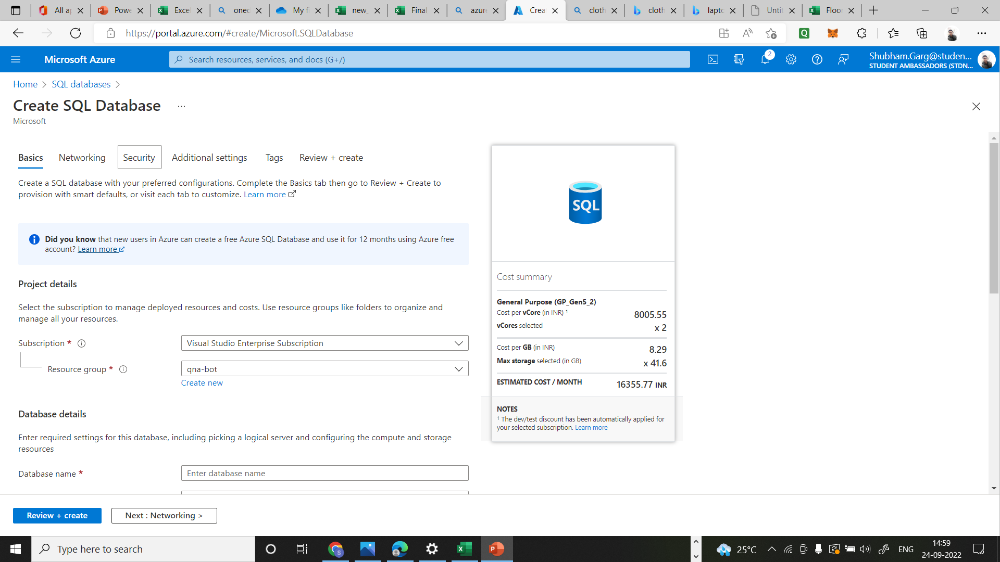 All a
Powe
Exce
oned
My f
new_
Final
azur
Crea
cloth
cloth
lapto
Unti
Floor
https://portal.azure.com/#create/Microsoft.SQLDatabase
Q
Microsoft Azure
Search resources, services, and docs (G+/)
2
Shubham.Garg@studen...
STUDENT AMBASSADORS (STDN...
Home > SQL databases >
Create SQL Database ...
Microsoft
Basics Networking Security Additional settings Tags Review + create
Create a SQL database with your preferred configurations. Complete the Basics tab then go to Review + Create to
provision with smart defaults, or visit each tab to customize. Learn more
Did you know that new users in Azure can create a free Azure SQL Database and use it for 12 months using Azure free
account? Learn more
Project details
Select the subscription to manage deployed resources and costs. Use resource groups like folders to organize and
manage all your resources.
Subscription *
Visual Studio Enterprise Subscription
Resource group *
qna-bot
Create new
Database details
Enter required settings for this database, including picking a logical server and configuring the compute and storage
resources
Database name *
Enter database name
SQL
Cost summary
General Purpose (GP_Gen5_2)
Cost per vCore (in INR) ¹ 8005.55
vCores selected x 2
Cost per GB (in INR) 8.29
Max storage selected (in GB) x 41.6
ESTIMATED COST / MONTH 16355.77 INR
NOTES
¹ The dev/test discount has been automatically applied for
your selected subscription. Learn more
Review + create
Next : Networking >
Type here to search
S
25°C
ENG
14:59
24-09-2022